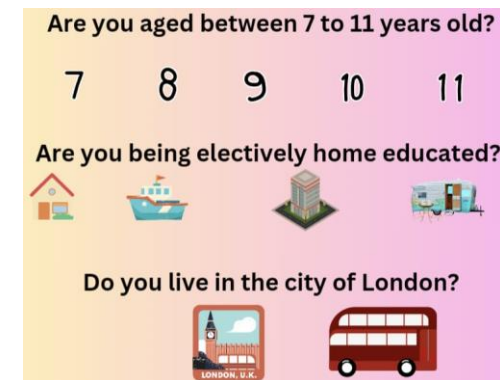 Are you aged between 7 to 11 years old?
7 8 9 10 11
Are you being electively home educated?
Do you live in the city of London?
LONDON, U.K.